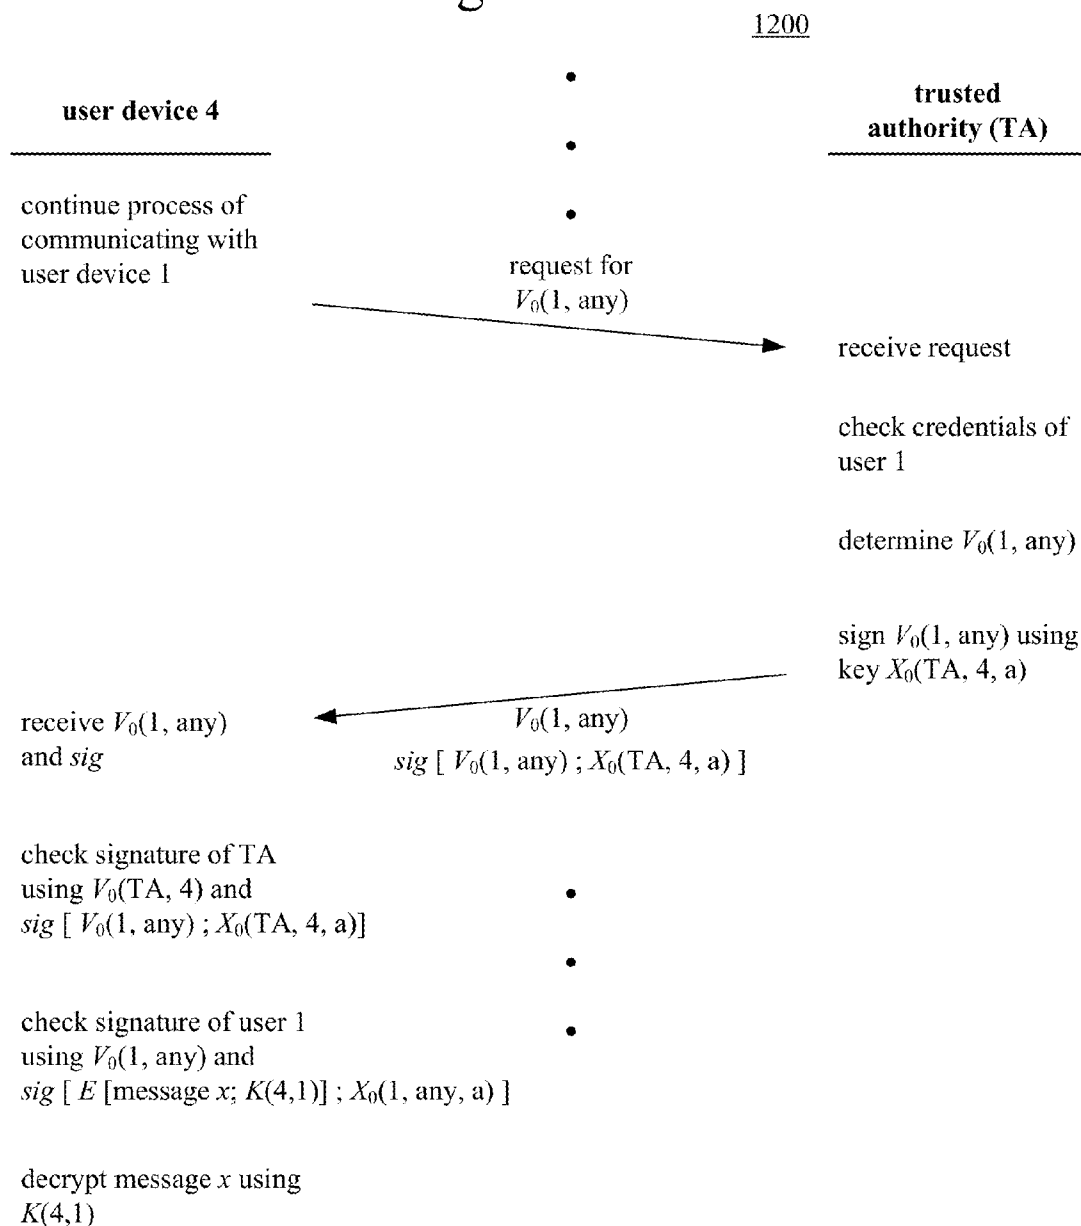 1200
user device 4
trusted
authority (TA)
continue process of
communicating with
user device 1
request for
V₀(1, any)
receive request
check credentials of
user 1
determine V₀(1, any)
sign V₀(1, any) using
key X₀(TA, 4, a)
receive V₀(1, any)
and sig
V₀(1, any)
sig [ V₀(1, any) ; X₀(TA, 4, a) ]
check signature of TA
using V₀(TA, 4) and
sig [ V₀(1, any) ; X₀(TA, 4, a)]
check signature of user 1
using V₀(1, any) and
sig [ E [message x; K(4,1)] ; X₀(1, any, a) ]
decrypt message x using
K(4,1)